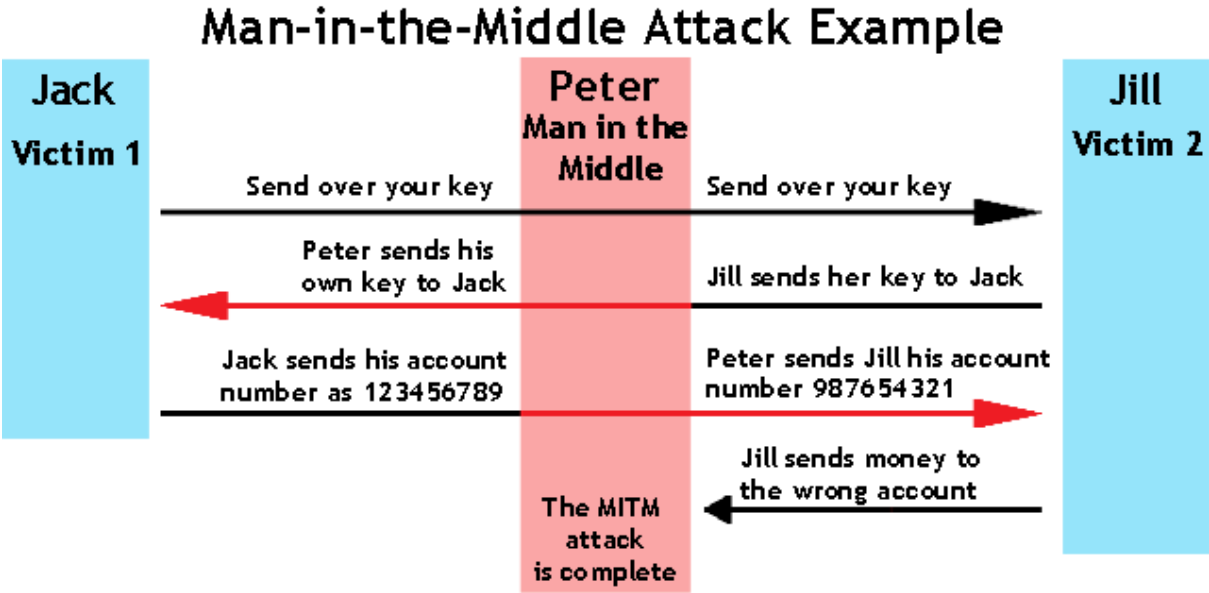 Man-in-the-Middle Attack Example
Jack
Victim 1
Peter
Man in the
Middle
Jill
Victim 2
Send over your key
Send over your key
Peter sends his
own key to Jack
Jill sends her key to Jack
Jack sends his account
number as 123456789
Peter sends Jill his account
number 987654321
Jill sends money to
the wrong account
The MITM
attack
is complete